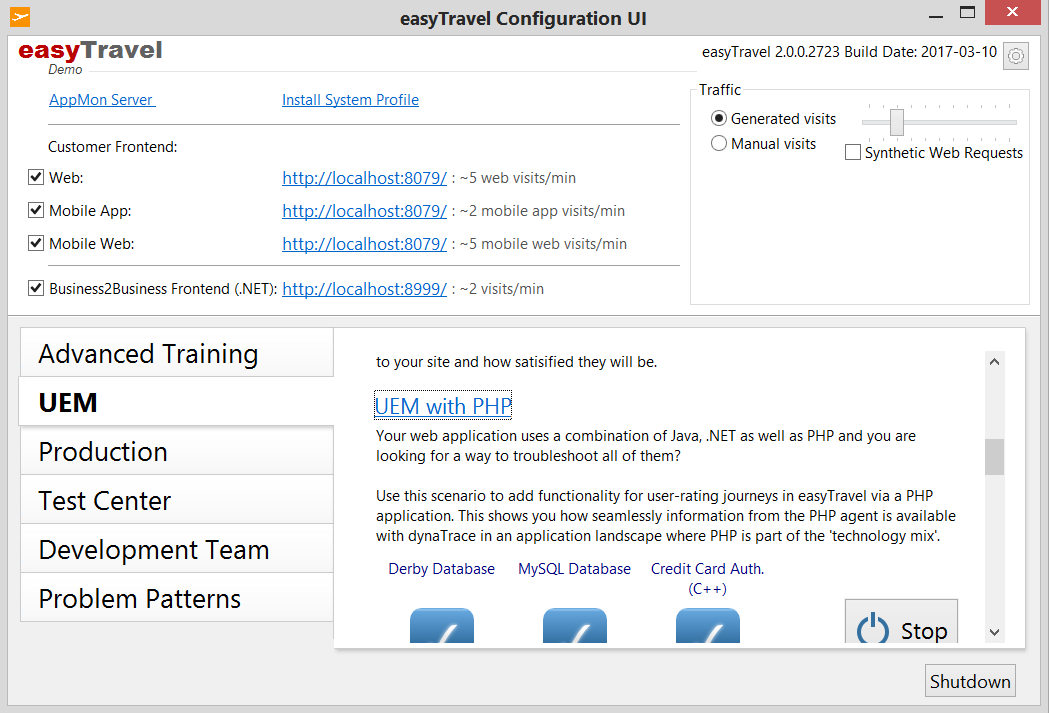 easyTravel Configuration UI
easyTravel
Demo
easyTravel 2.0.0.2723 Build Date: 2017-03-10
AppMon Server
Install System Profile
Traffic
Generated visits
Manual visits
Synthetic Web Requests
Customer Frontend:
Web: http://localhost:8079/ : ~5 web visits/min
Mobile App: http://localhost:8079/ : ~2 mobile app visits/min
Mobile Web: http://localhost:8079/ : ~5 mobile web visits/min
Business2Business Frontend (.NET): http://localhost:8999/ : ~2 visits/min
Advanced Training
UEM
Production
Test Center
Development Team
Problem Patterns
to your site and how satisified they will be.
UEM with PHP
Your web application uses a combination of Java, .NET as well as PHP and you are
looking for a way to troubleshoot all of them?
Use this scenario to add functionality for user-rating journeys in easyTravel via a PHP
application. This shows you how seamlessly information from the PHP agent is available
with dynaTrace in an application landscape where PHP is part of the 'technology mix'.
Derby Database
MySQL Database
Credit Card Auth.
(C++)
Stop
Shutdown